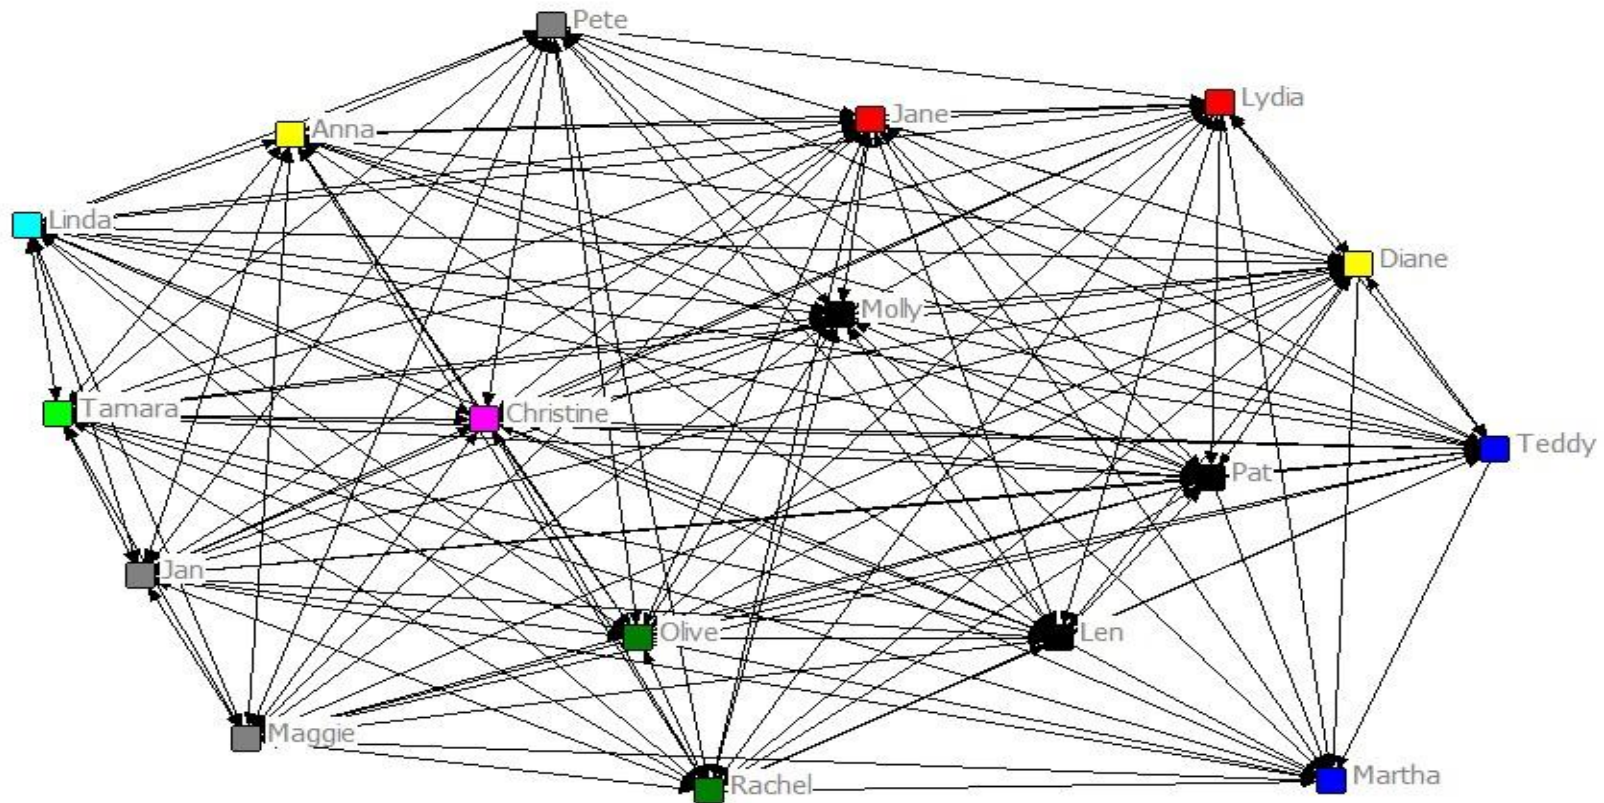 Pete
Lydia
Jane
Anna
Linda
Diane
Molly
Tamara
Christine
Teddy
Pat
Jan
Olive
Len
Maggie
Martha
Rachel